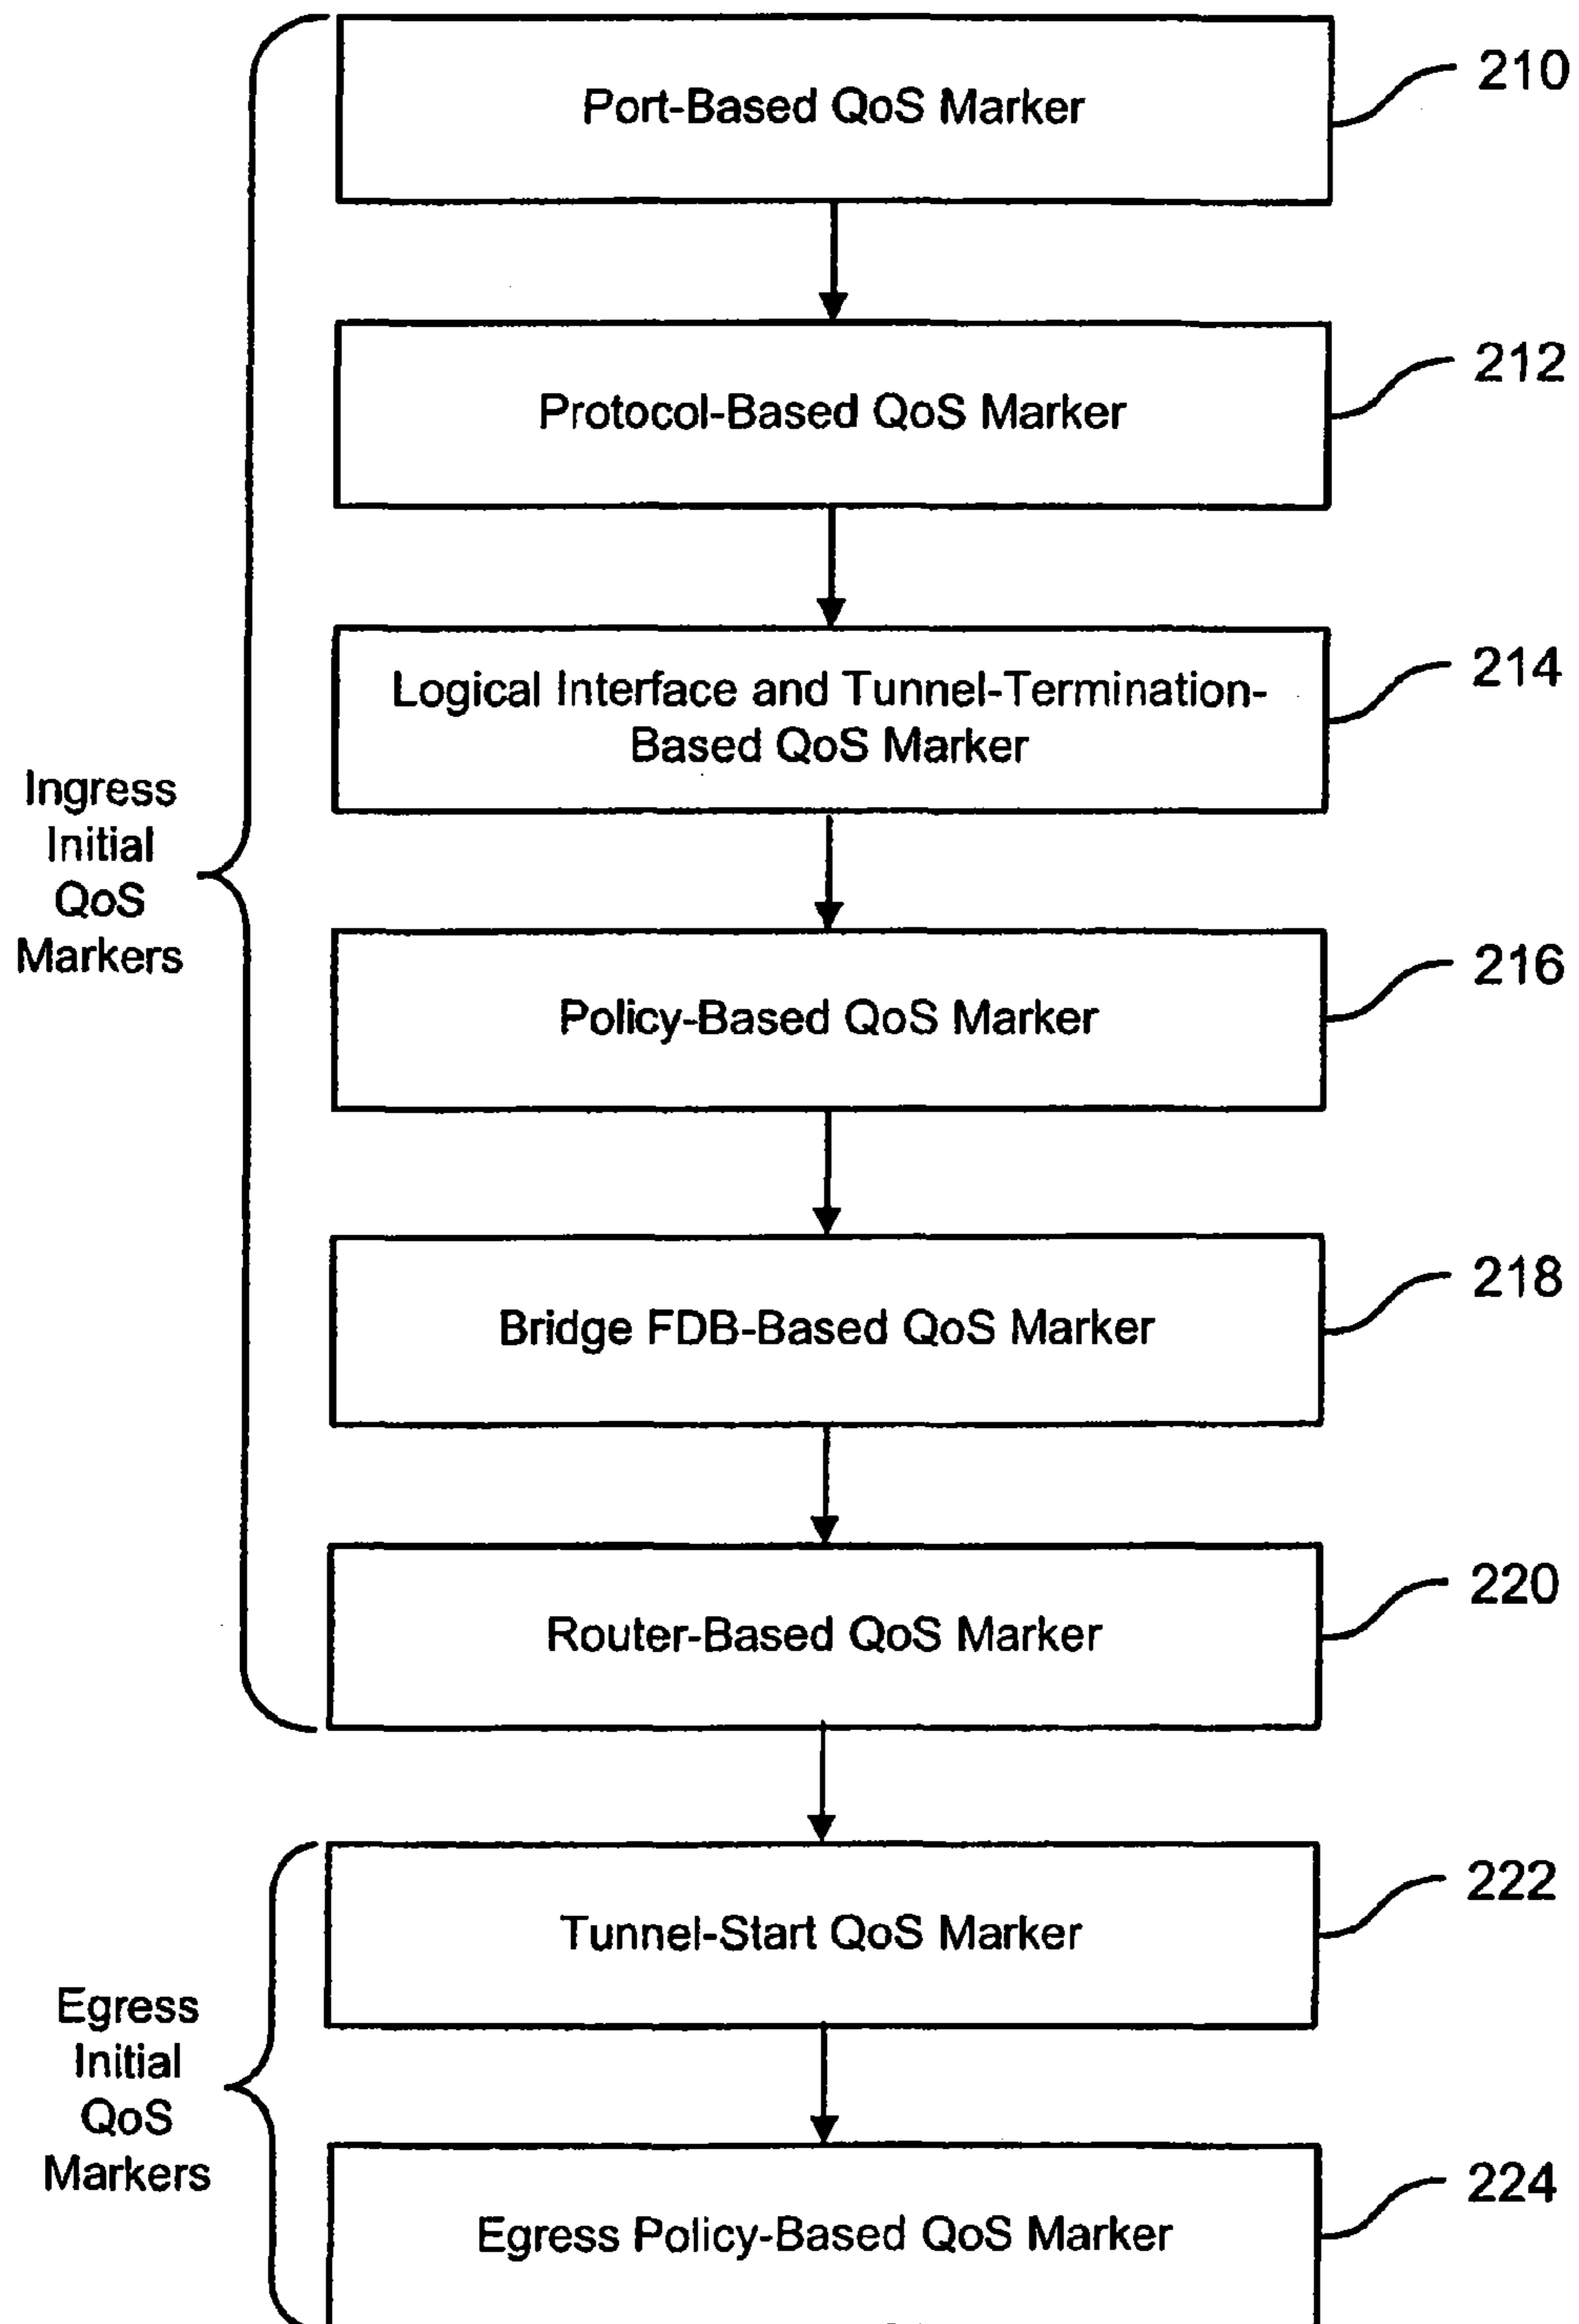 Port-Based QoS Marker
210
Protocol-Based QoS Marker
212
Logical Interface and Tunnel-Termination-
Based QoS Marker
214
Ingress
Initial
QoS
Markers
Policy-Based QoS Marker
216
Bridge FDB-Based QoS Marker
218
Router-Based QoS Marker
220
Tunnel-Start QoS Marker
222
Egress
Initial
QoS
Markers
Egress Policy-Based QoS Marker
224